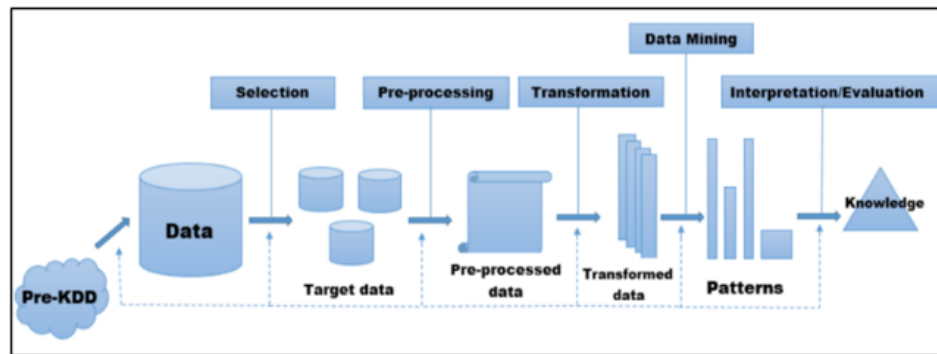 Data Mining
Selection
Pre-processing
Transformation
Interpretation/Evaluation
Data
Knowledge
Pre-KDD
Target data
Pre-processed
data
Transformed
data
Patterns